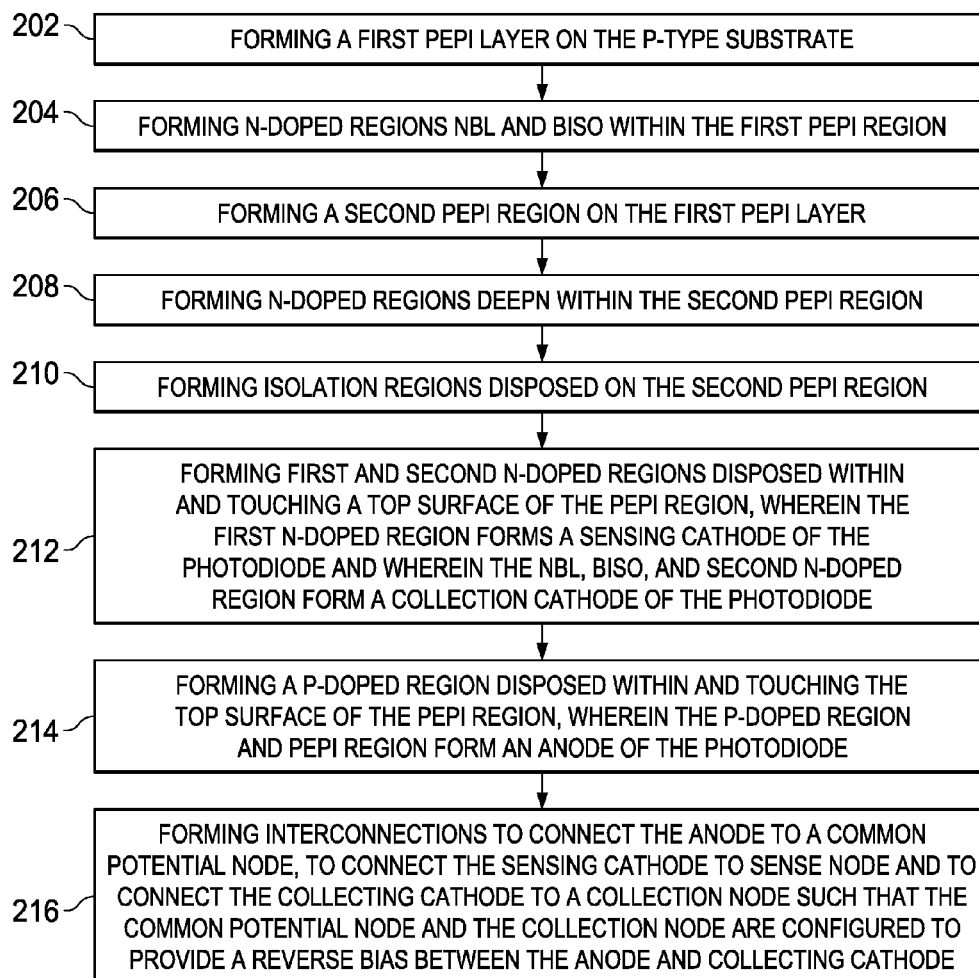 202
FORMING A FIRST PEPI LAYER ON THE P-TYPE SUBSTRATE
204
FORMING N-DOPED REGIONS NBL AND BISO WITHIN THE FIRST PEPI REGION
206
FORMING A SECOND PEPI REGION ON THE FIRST PEPI LAYER
208
FORMING N-DOPED REGIONS DEEPN WITHIN THE SECOND PEPI REGION
210
FORMING ISOLATION REGIONS DISPOSED ON THE SECOND PEPI REGION
212
FORMING FIRST AND SECOND N-DOPED REGIONS DISPOSED WITHIN
AND TOUCHING A TOP SURFACE OF THE PEPI REGION, WHEREIN THE
FIRST N-DOPED REGION FORMS A SENSING CATHODE OF THE
PHOTODIODE AND WHEREIN THE NBL, BISO, AND SECOND N-DOPED
REGION FORM A COLLECTION CATHODE OF THE PHOTODIODE
214
FORMING A P-DOPED REGION DISPOSED WITHIN AND TOUCHING THE
TOP SURFACE OF THE PEPI REGION, WHEREIN THE P-DOPED REGION
AND PEPI REGION FORM AN ANODE OF THE PHOTODIODE
216
FORMING INTERCONNECTIONS TO CONNECT THE ANODE TO A COMMON
POTENTIAL NODE, TO CONNECT THE SENSING CATHODE TO SENSE NODE AND TO
CONNECT THE COLLECTING CATHODE TO A COLLECTION NODE SUCH THAT THE
COMMON POTENTIAL NODE AND THE COLLECTION NODE ARE CONFIGURED TO
PROVIDE A REVERSE BIAS BETWEEN THE ANODE AND COLLECTING CATHODE